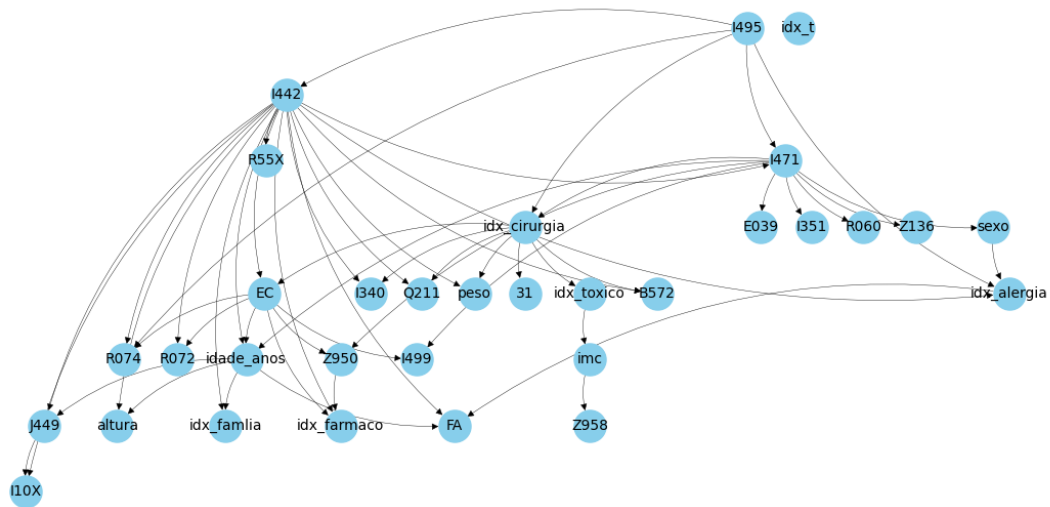 I495
idx_t
I442
R55X
I471
idx_cirurgia
E039
I351
R060
Z136
sexo
EC
I340
Q211
peso
31
idx_toxico
B572
idx_alergia
R074
R072
idade_anos
Z950
I499
imc
J449
altura
idx_famlia
idx_farmaco
FA
Z958
I10X